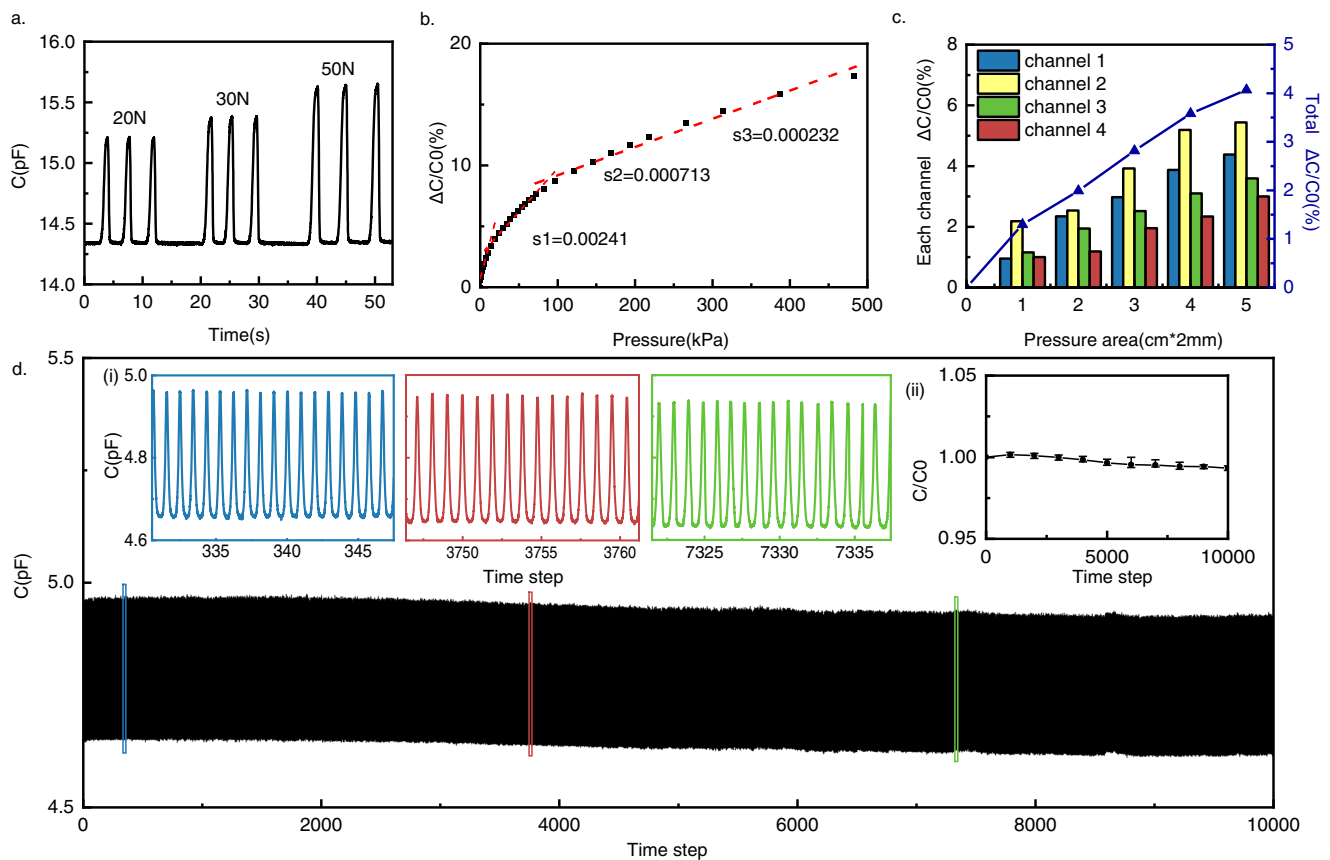 a.
16.0
15.5
15.0
14.5
14.0
C(pF)
20N
30N
50N
0 10 20 30 40 50
Time(s)
b.
20
10
0
ΔC/C0(%)
s1=0.00241
s2=0.000713
s3=0.000232
0 100 200 300 400 500
Pressure(kPa)
c.
8
6
4
2
0
Each channel ΔC/C0(%)
channel 1
channel 2
channel 3
channel 4
5
4
3
2
1
0
Total ΔC/C0(%)
0 1 2 3 4 5
Pressure area(cm*2mm)
d.
5.5
5.0
4.5
C(pF)
(i)
5.0
4.8
4.6
C(pF)
335 340 345
3750 3755 3760
7325 7330 7335
Time step
(ii)
1.05
1.00
0.95
C/C0
0 5000 10000
Time step
0 2000 4000 6000 8000 10000
Time step